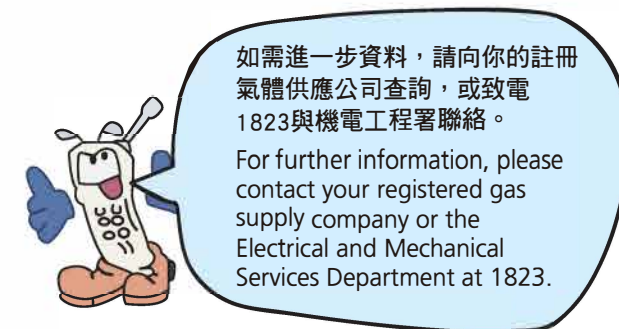 如需進一步資料，請向你的註冊
氣體供應公司查詢，或致電
1823與機電工程署聯絡。
For further information, please
contact your registered gas
supply company or the
Electrical and Mechanical
Services Department at 1823.